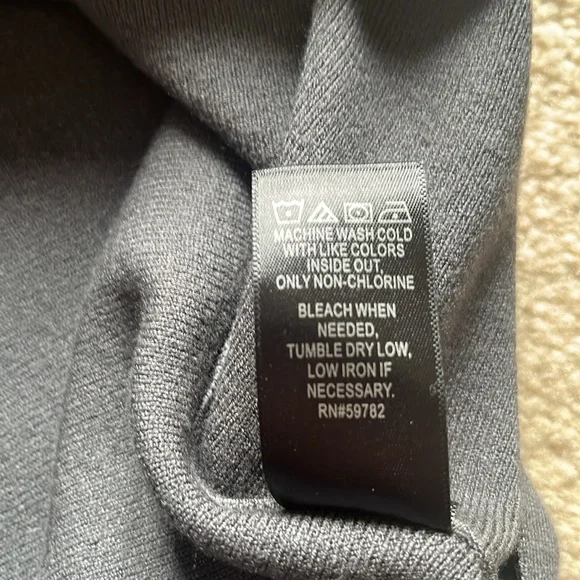 MACHINE WASH COLD
WITH LIKE COLORS
INSIDE OUT,
ONLY NON-CHLORINE
BLEACH WHEN
NEEDED,
TUMBLE DRY LOW,
LOW IRON IF
NECESSARY.
RN#59782